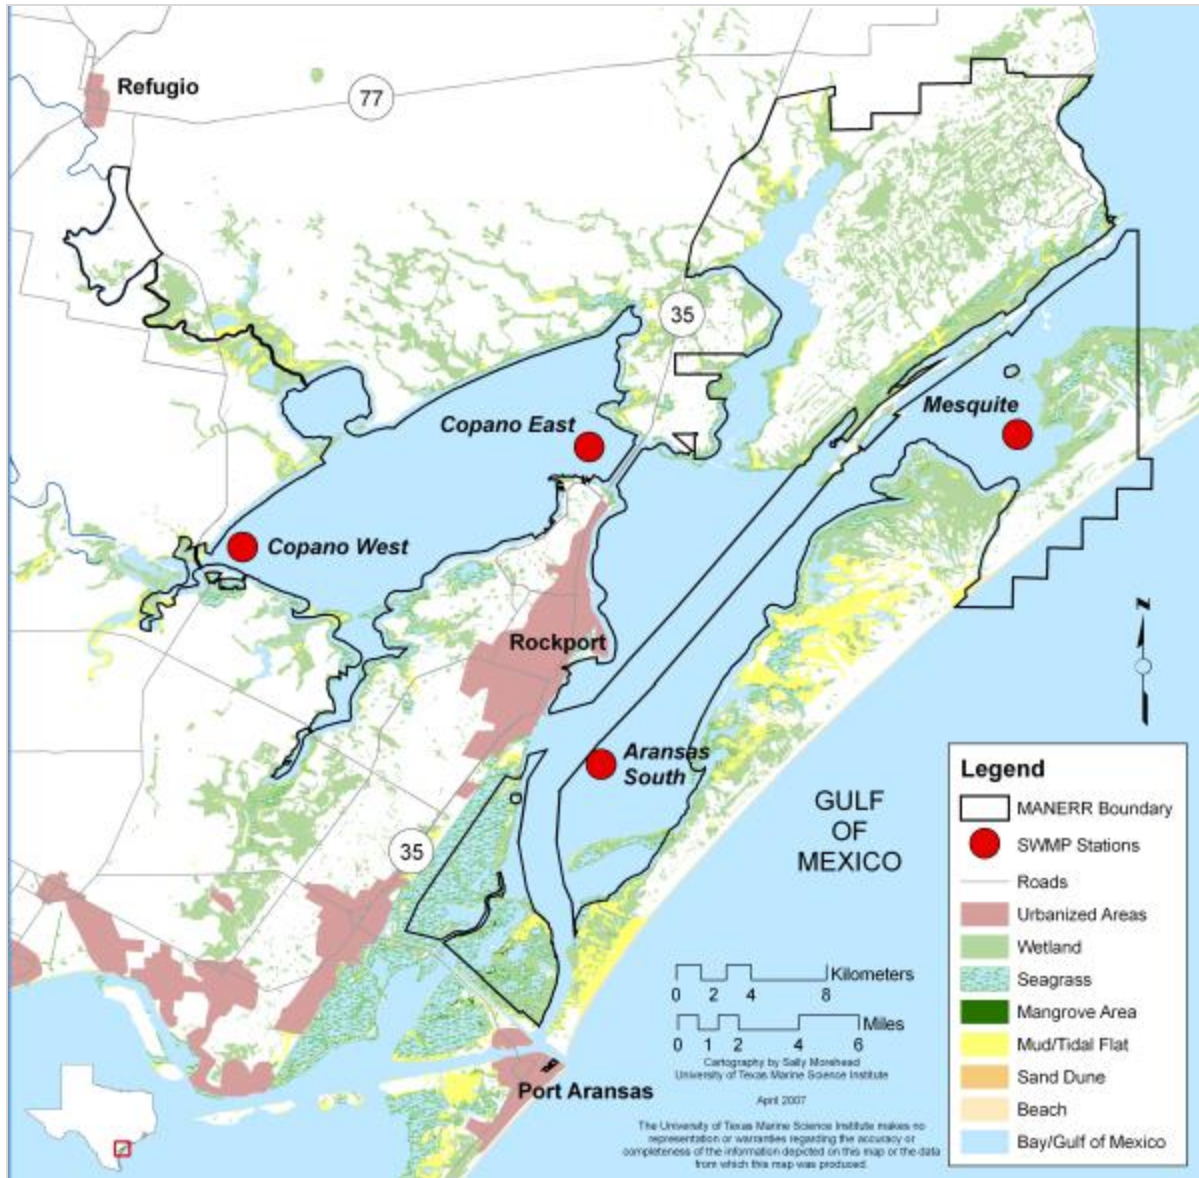 Refugio
77
35
Mesquite
Copano East
Copano West
Rockport
Aransas
South
35
GULF
OF
MEXICO
N
Legend
MANERR Boundary
SWMP Stations
Roads
Urbanized Areas
Wetland
Seagrass
Mangrove Area
Mud/Tidal Flat
Sand Dune
Beach
Bay/Gulf of Mexico
Kilometers
0 2 4 8
Miles
0 1 2 4 6
Cartography by Sally Morehead
University of Texas Marine Science Institute
April 2007
Port Aransas
The University of Texas Marine Science Institute makes no
representation or warranties regarding the accuracy or
completeness of the information depicted on this map or the data
from which this map was produced.